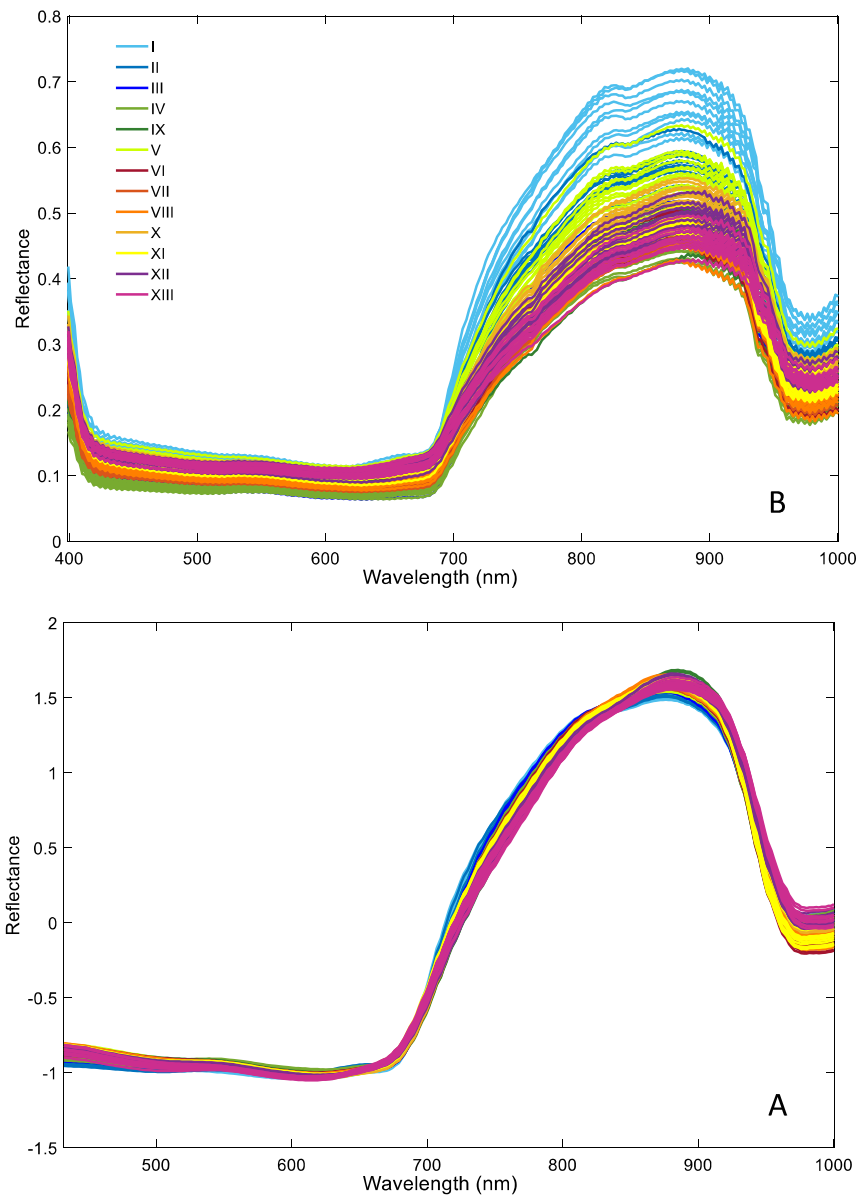 0.8
0.7
0.6
0.5
0.4
0.3
0.2
0.1
0
Reflectance
I
II
III
IV
IX
V
VI
VII
VIII
X
XI
XII
XIII
B
400 500 600 700 800 900 1000
Wavelength (nm)
2
1.5
1
0.5
0
-0.5
-1
-1.5
Reflectance
A
500 600 700 800 900 1000
Wavelength (nm)